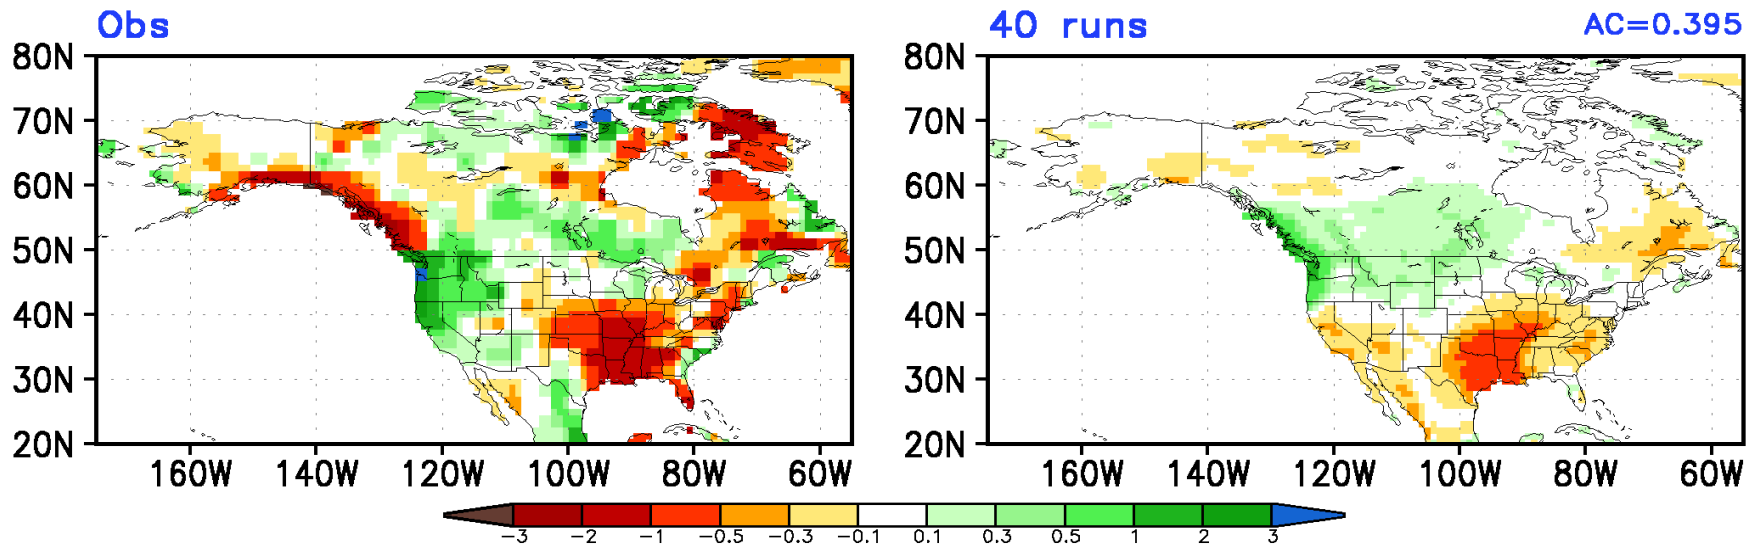 Obs
40 runs
AC=0.395
80N
70N
60N
50N
40N
30N
20N
160W 140W 120W 100W 80W 60W
80N
70N
60N
50N
40N
30N
20N
160W 140W 120W 100W 80W 60W
−3 −2 −1 −0.5 −0.3 −0.1 0.1 0.3 0.5 1 2 3